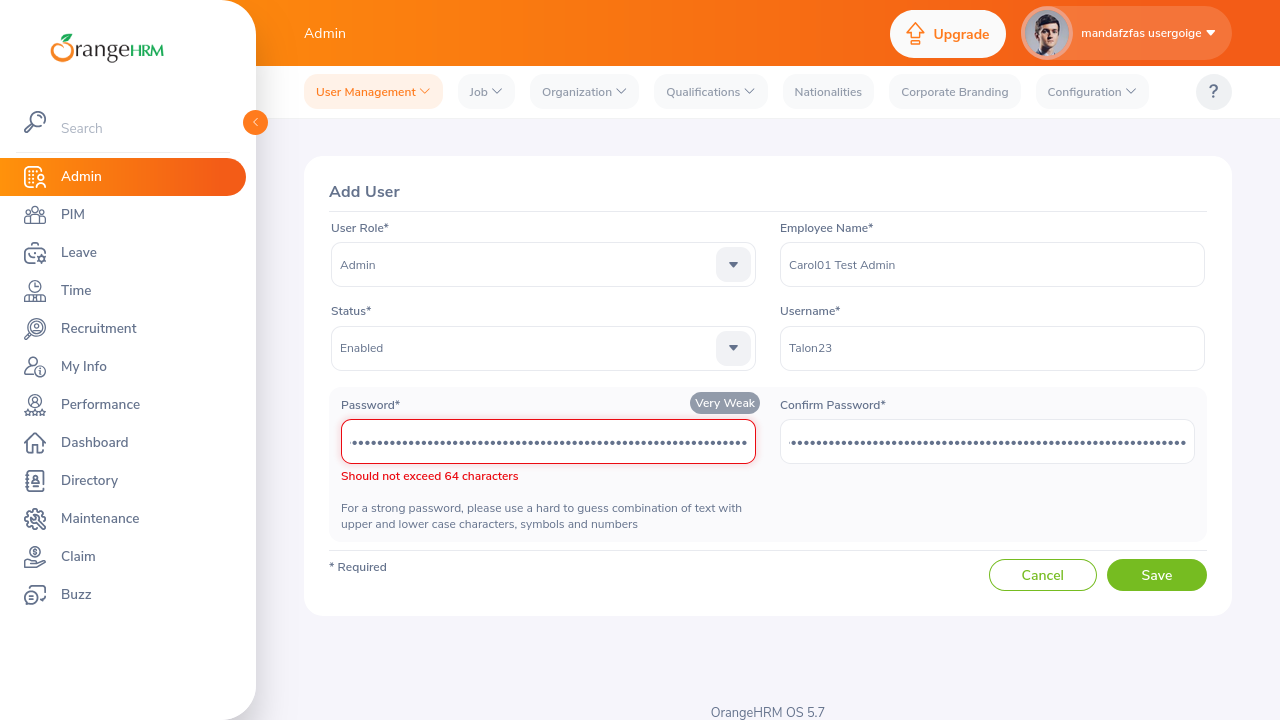 OrangeHRM
Search
Admin
PIM
Leave
Time
Recruitment
My Info
Performance
Dashboard
Directory
Maintenance
Claim
Buzz
Admin
Upgrade
mandafzfas usergoige
User Management
Job
Organization
Qualifications
Nationalities
Corporate Branding
Configuration
?
Add User
User Role*
Admin
Employee Name*
Carol01 Test Admin
Status*
Enabled
Username*
Talon23
Password*
Very Weak
Should not exceed 64 characters
For a strong password, please use a hard to guess combination of text with
upper and lower case characters, symbols and numbers
Confirm Password*
* Required
Cancel
Save
OrangeHRM OS 5.7